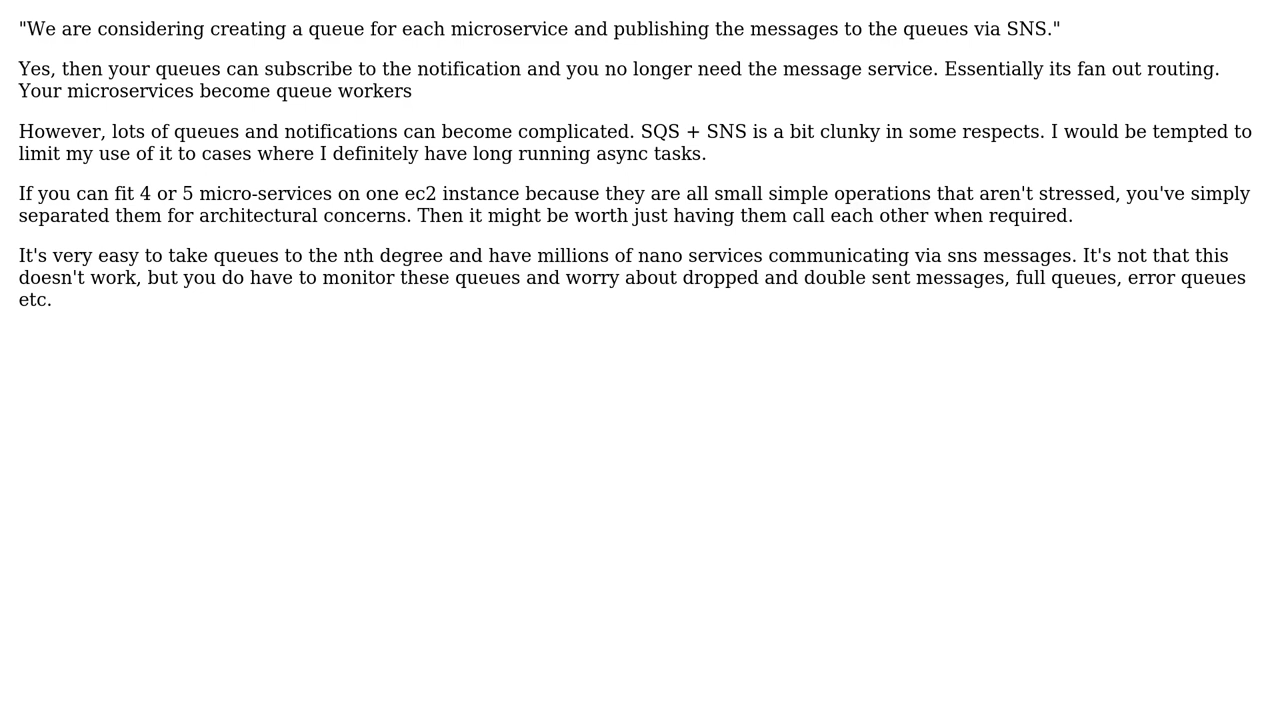 "We are considering creating a queue for each microservice and publishing the messages to the queues via SNS."
Yes, then your queues can subscribe to the notification and you no longer need the message service. Essentially its fan out routing.
Your microservices become queue workers
However, lots of queues and notifications can become complicated. SQS + SNS is a bit clunky in some respects. I would be tempted to
limit my use of it to cases where I definitely have long running async tasks.
If you can fit 4 or 5 micro-services on one ec2 instance because they are all small simple operations that aren't stressed, you've simply
separated them for architectural concerns. Then it might be worth just having them call each other when required.
It's very easy to take queues to the nth degree and have millions of nano services communicating via sns messages. It's not that this
doesn't work, but you do have to monitor these queues and worry about dropped and double sent messages, full queues, error queues
etc.